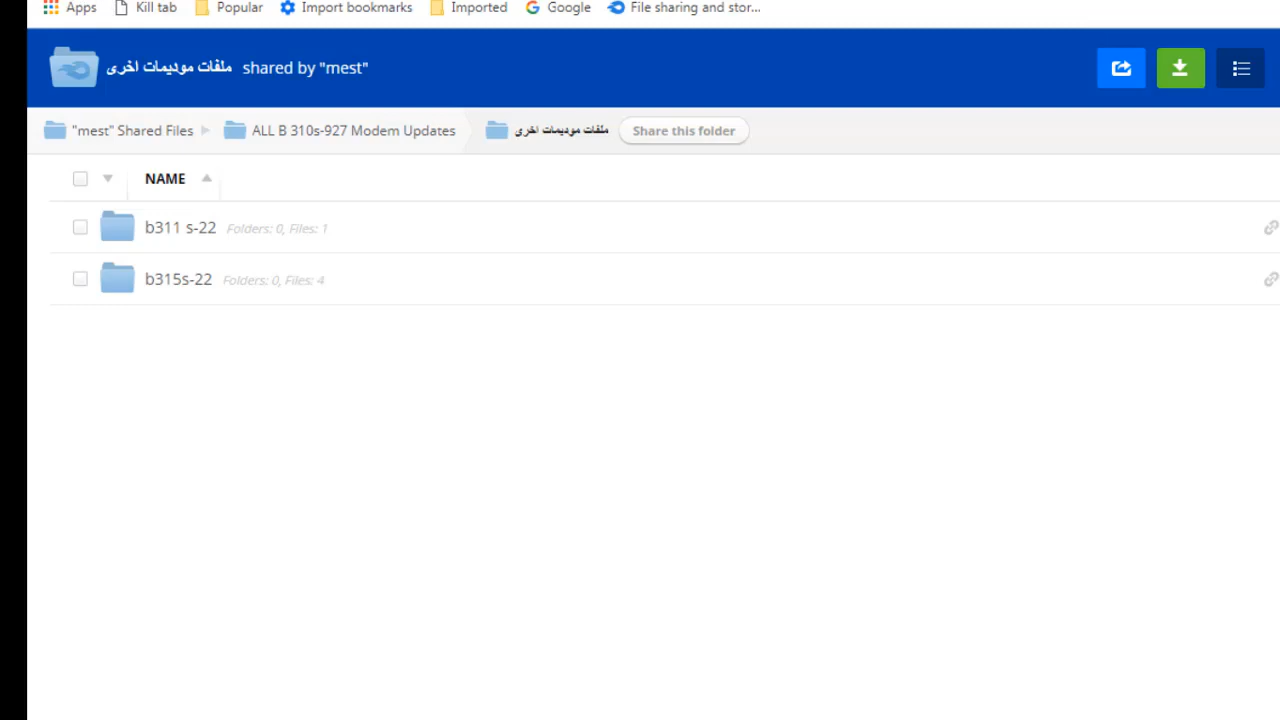 Apps Kill tab Popular Import bookmarks Imported Google File sharing and stor...
ملفات موديمات اخرى shared by "mest"
"mest" Shared Files ALL B 310s-927 Modem Updates ملفات موديمات اخرى Share this folder
NAME
b311 s-22 Folders: 0, Files: 1
b315s-22 Folders: 0, Files: 4